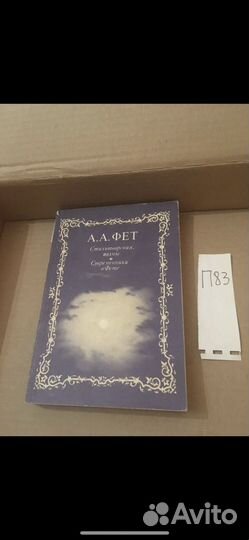 А.А.ФЕТ
Стихотворения,
поэмы
Современники
о Фете
П83
Avito